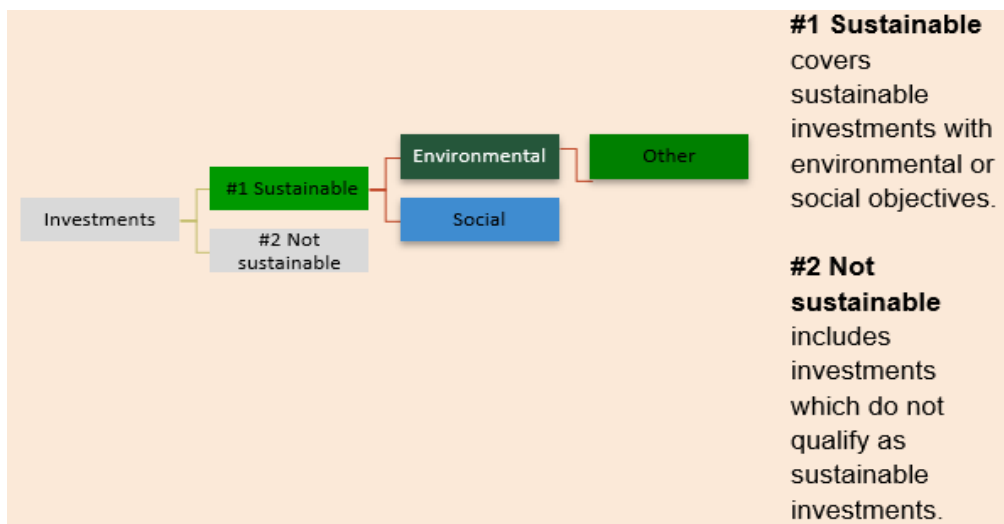 Investments
#1 Sustainable
#2 Not
sustainable
Environmental
Social
Other
#1 Sustainable
covers
sustainable
investments with
environmental or
social objectives.
#2 Not
sustainable
includes
investments
which do not
qualify as
sustainable
investments.